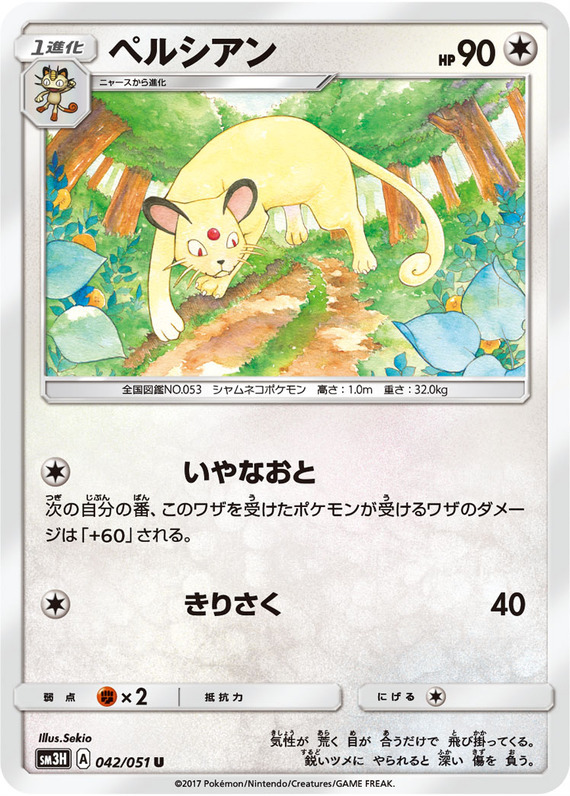 1進化
ペルシアン
HP 90
ニャースから進化
全国図鑑NO.053 シャムネコポケモン 高さ:1.0m 重さ:32.0kg
いやなおと
次の自分の番、このワザを受けたポケモンが受けるワザのダメー
ジは「+60」される。
きりさく 40
弱点 ×2 抵抗力 にげる
Illus.Sekio
SM3H A 042/051 U
気性が 荒く 目が 合うだけで 飛び掛ってくる。
鋭いツメに やられると 深い 傷を 負う。
©2017 Pokémon/Nintendo/Creatures/GAME FREAK.